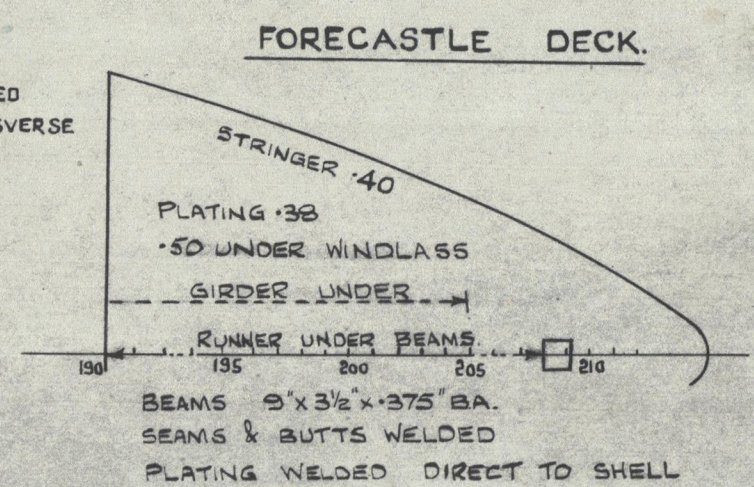 FORECASTLE DECK.
ED
SVERSE
STRINGER ·40
PLATING ·38
·50 UNDER WINDLASS
GIRDER UNDER
RUNNER UNDER BEAMS.
190 195 200 205 210
BEAMS 9"x 3½"x ·375" BA.
SEAMS & BUTTS WELDED
PLATING WELDED DIRECT TO SHELL